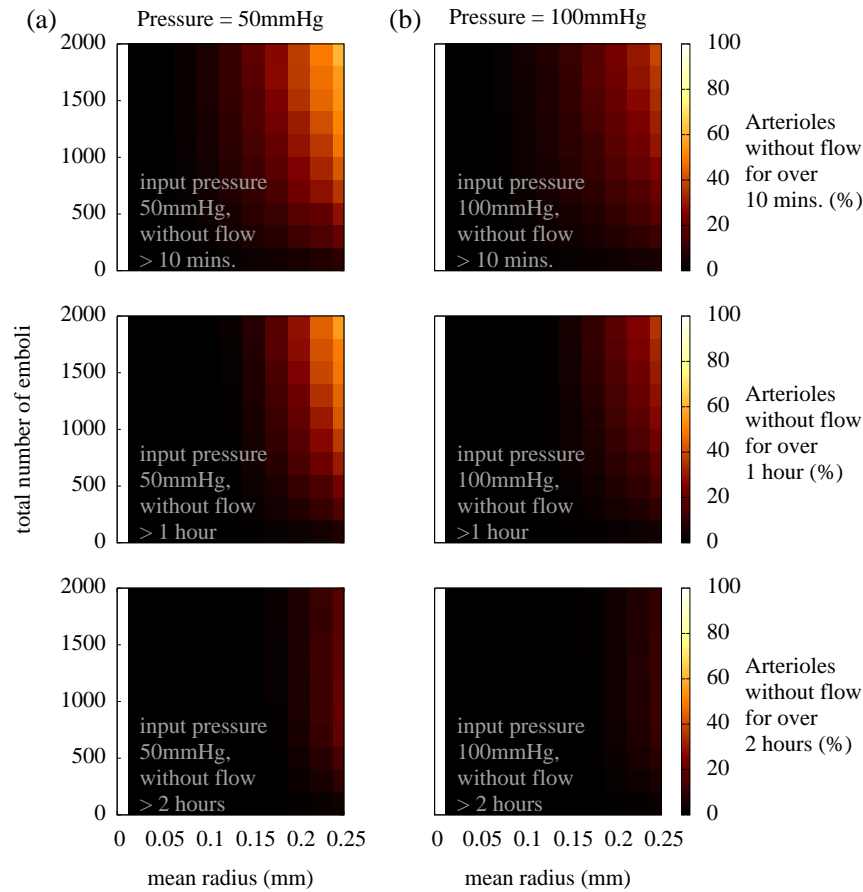 (a)
Pressure = 50mmHg
(b)
Pressure = 100mmHg
total number of emboli
2000
1500
1000
500
0
input pressure
50mmHg,
without flow
> 10 mins.
input pressure
100mmHg,
without flow
> 10 mins.
100
80
60
40
20
0
Arterioles
without flow
for over
10 mins. (%)
2000
1500
1000
500
0
input pressure
50mmHg,
without flow
> 1 hour
input pressure
100mmHg,
without flow
>1 hour
100
80
60
40
20
0
Arterioles
without flow
for over
1 hour (%)
2000
1500
1000
500
0
input pressure
50mmHg,
without flow
> 2 hours
input pressure
100mmHg,
without flow
> 2 hours
100
80
60
40
20
0
Arterioles
without flow
for over
2 hours (%)
0 0.05 0.1 0.15 0.2 0.25
mean radius (mm)
0 0.05 0.1 0.15 0.2 0.25
mean radius (mm)